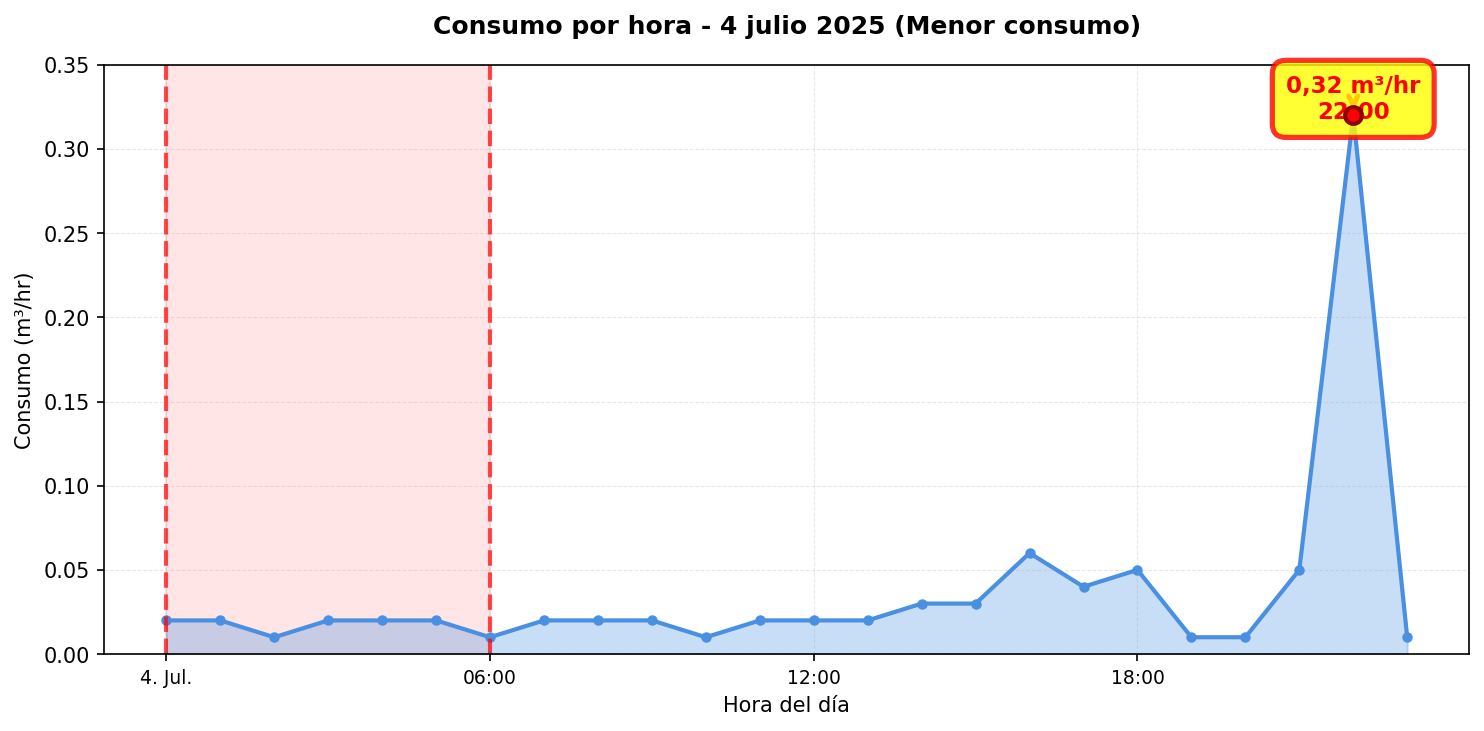 Consumo por hora - 4 julio 2025 (Menor consumo)
0,32 m³/hr
22:00
0.35
0.30
0.25
0.20
0.15
0.10
0.05
0.00
Consumo (m³/hr)
4. Jul.
06:00
12:00
18:00
Hora del día